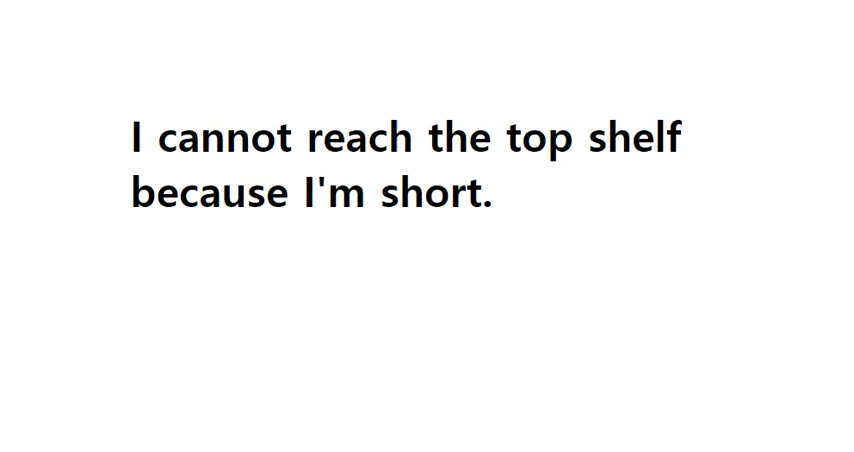 I cannot reach the top shelf
because I'm short.